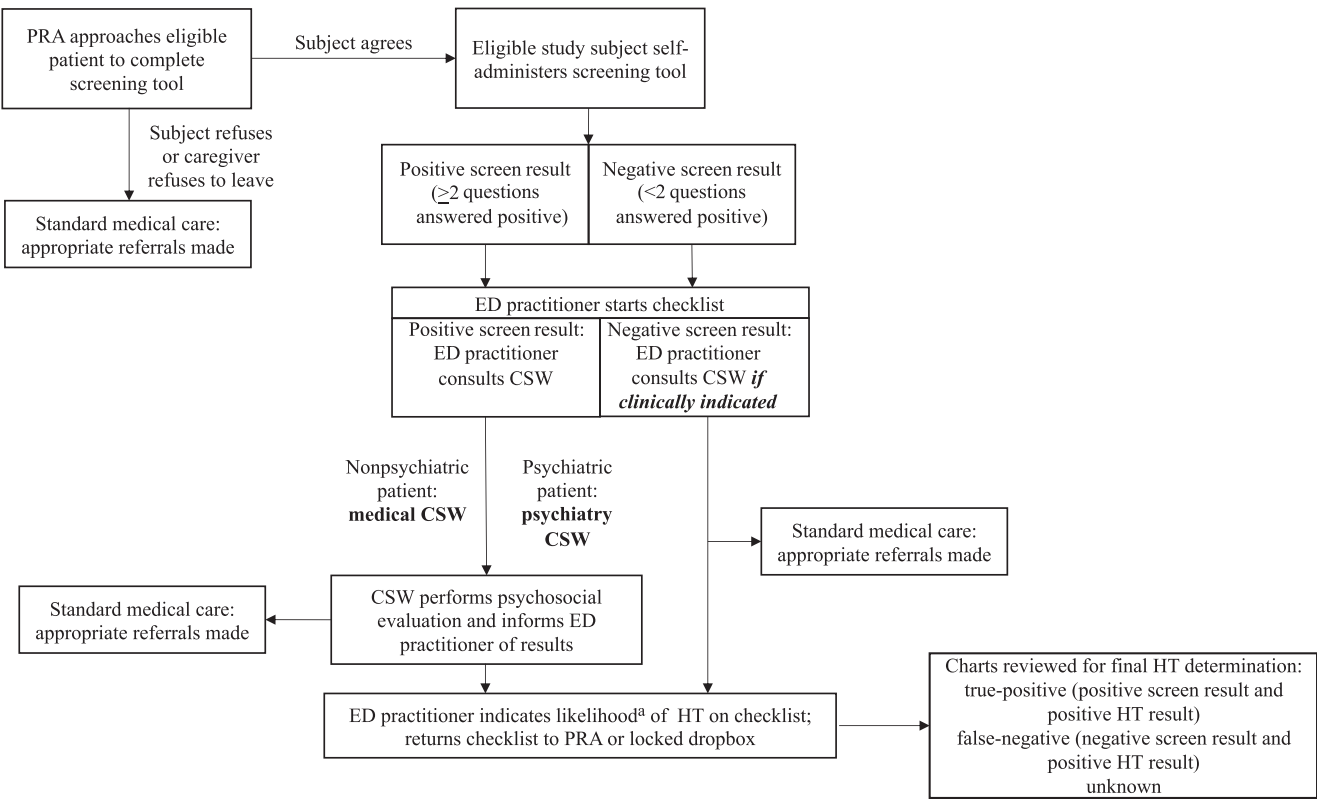 PRA approaches eligible
patient to complete
screening tool
Subject agrees
Eligible study subject self-
administers screening tool
Subject refuses
or caregiver
refuses to leave
Standard medical care:
appropriate referrals made
Positive screen result
(≥2 questions
answered positive)
Negative screen result
(<2 questions
answered positive)
ED practitioner starts checklist
Positive screen result:
ED practitioner
consults CSW
Negative screen result:
ED practitioner
consults CSW if
clinically indicated
Nonpsychiatric
patient:
medical CSW
Psychiatric
patient:
psychiatry
CSW
Standard medical care:
appropriate referrals made
CSW performs psychosocial
evaluation and informs ED
practitioner of results
Standard medical care:
appropriate referrals made
ED practitioner indicates likelihoodᵃ of HT on checklist;
returns checklist to PRA or locked dropbox
Charts reviewed for final HT determination:
true-positive (positive screen result and
positive HT result)
false-negative (negative screen result and
positive HT result)
unknown